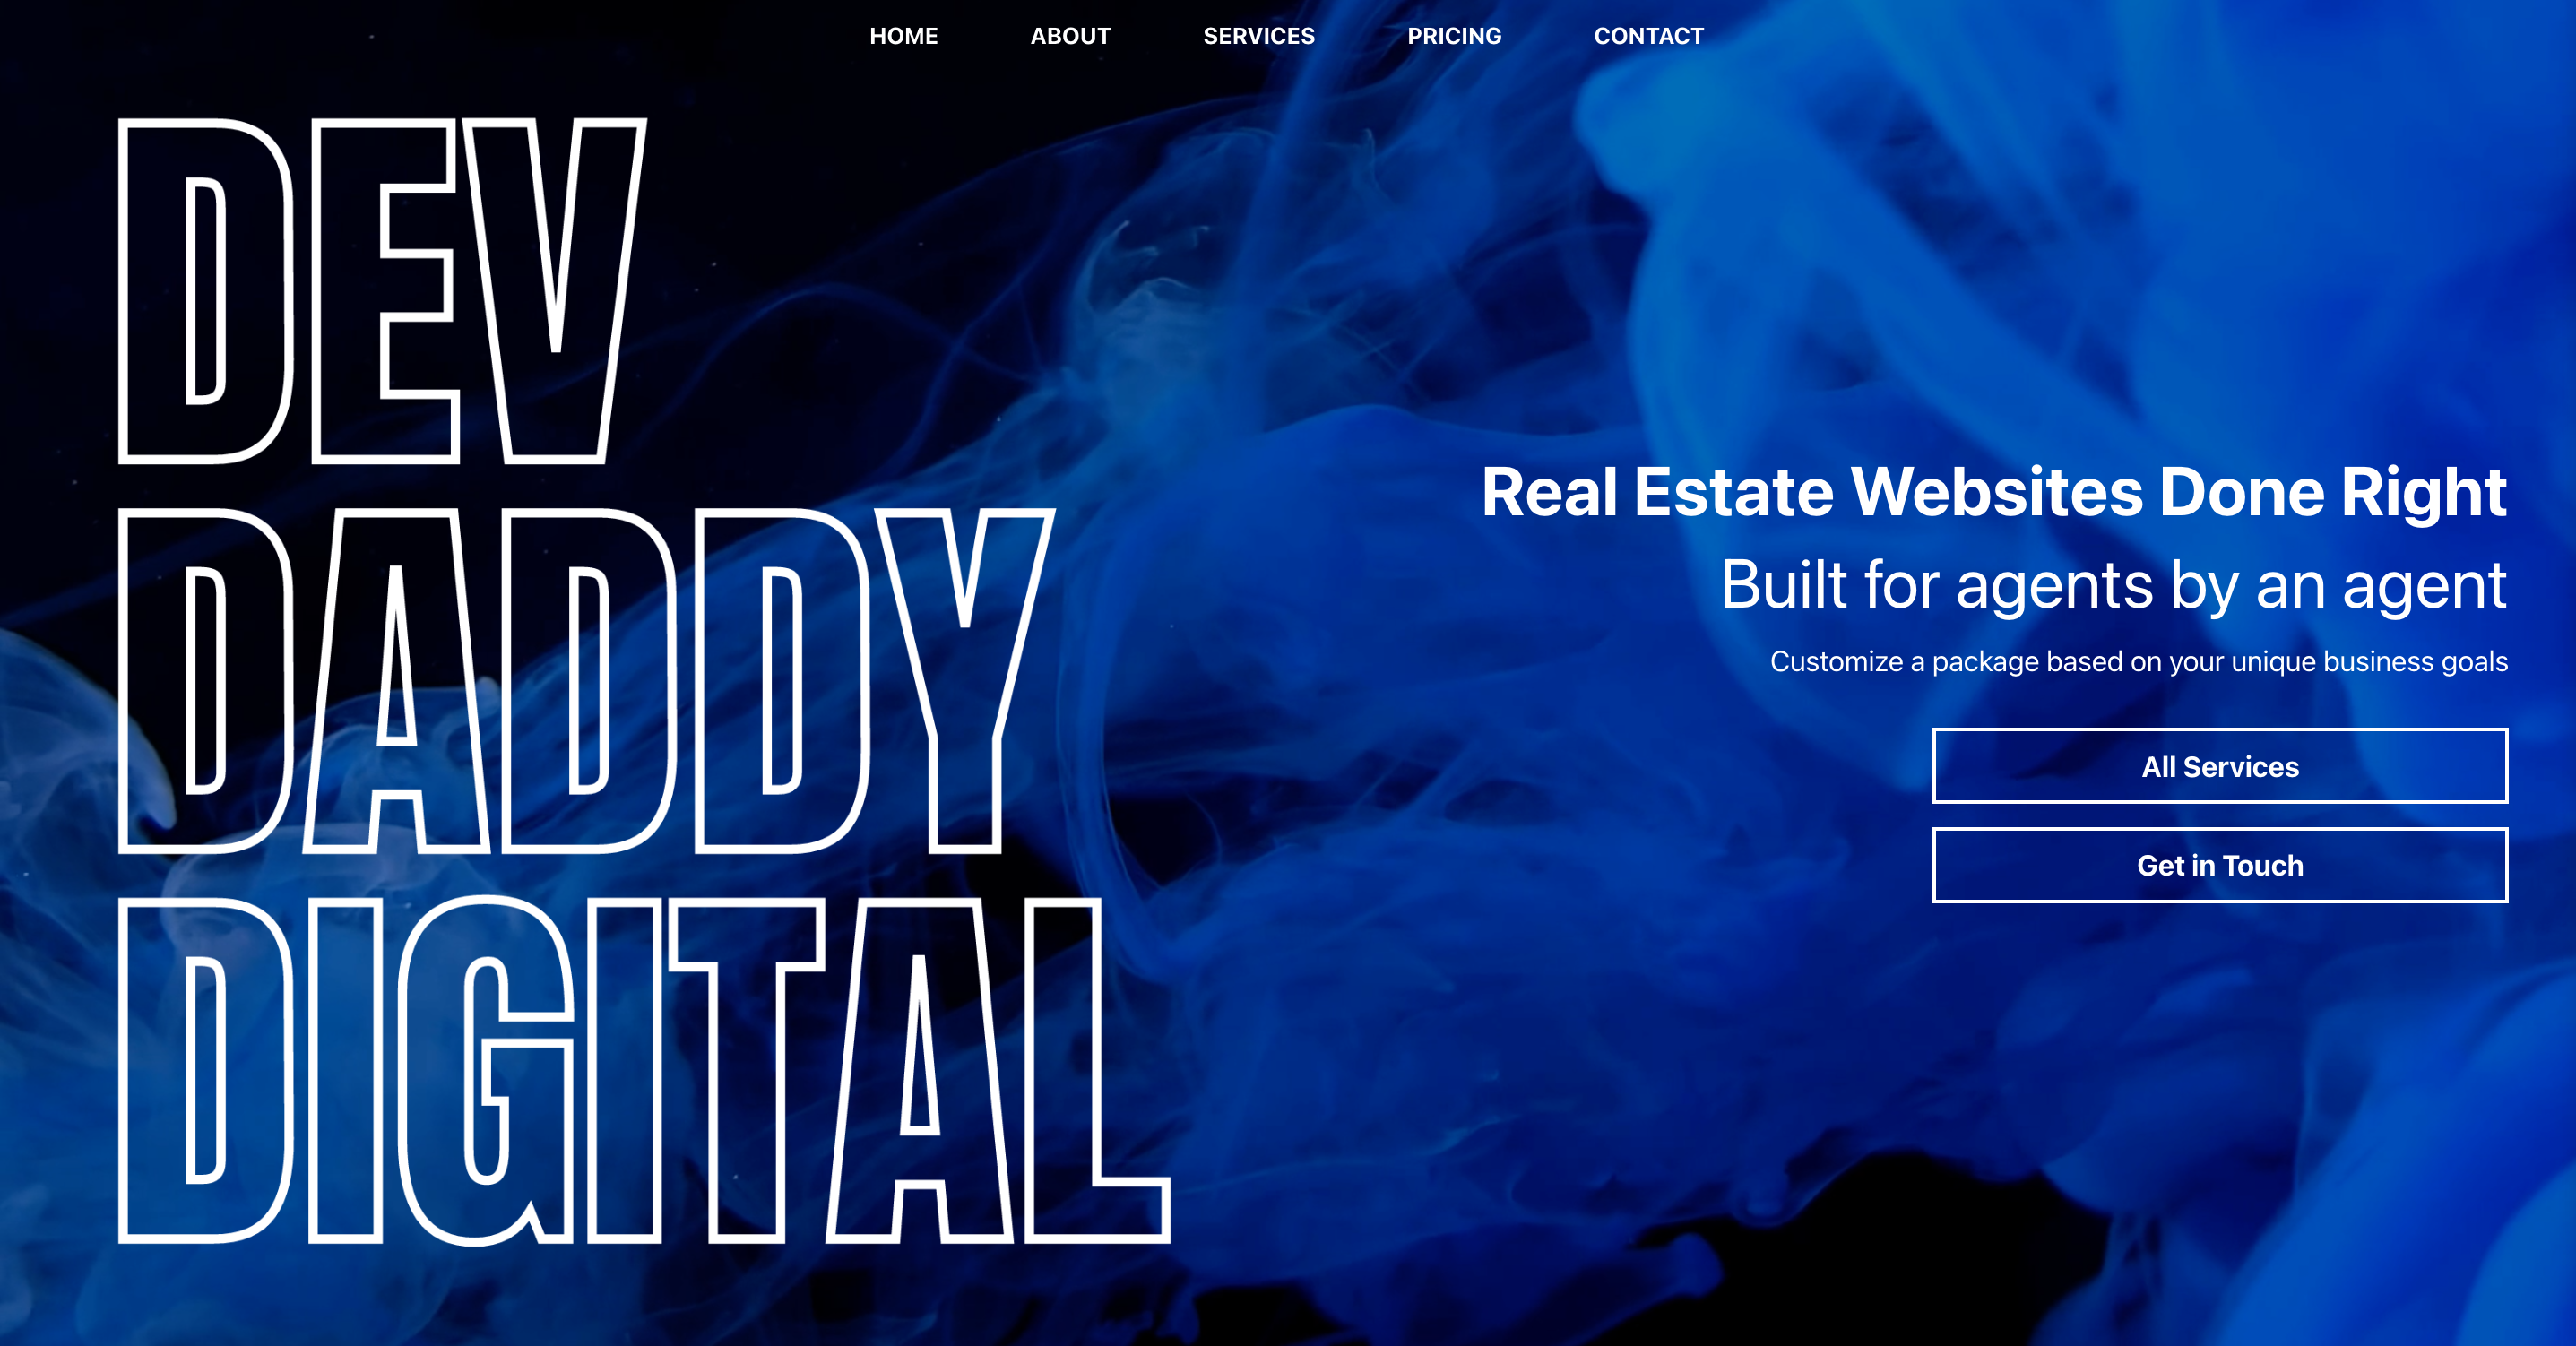 HOME ABOUT SERVICES PRICING CONTACT
DEV
DADDY
DIGITAL
Real Estate Websites Done Right
Built for agents by an agent
Customize a package based on your unique business goals
All Services
Get in Touch